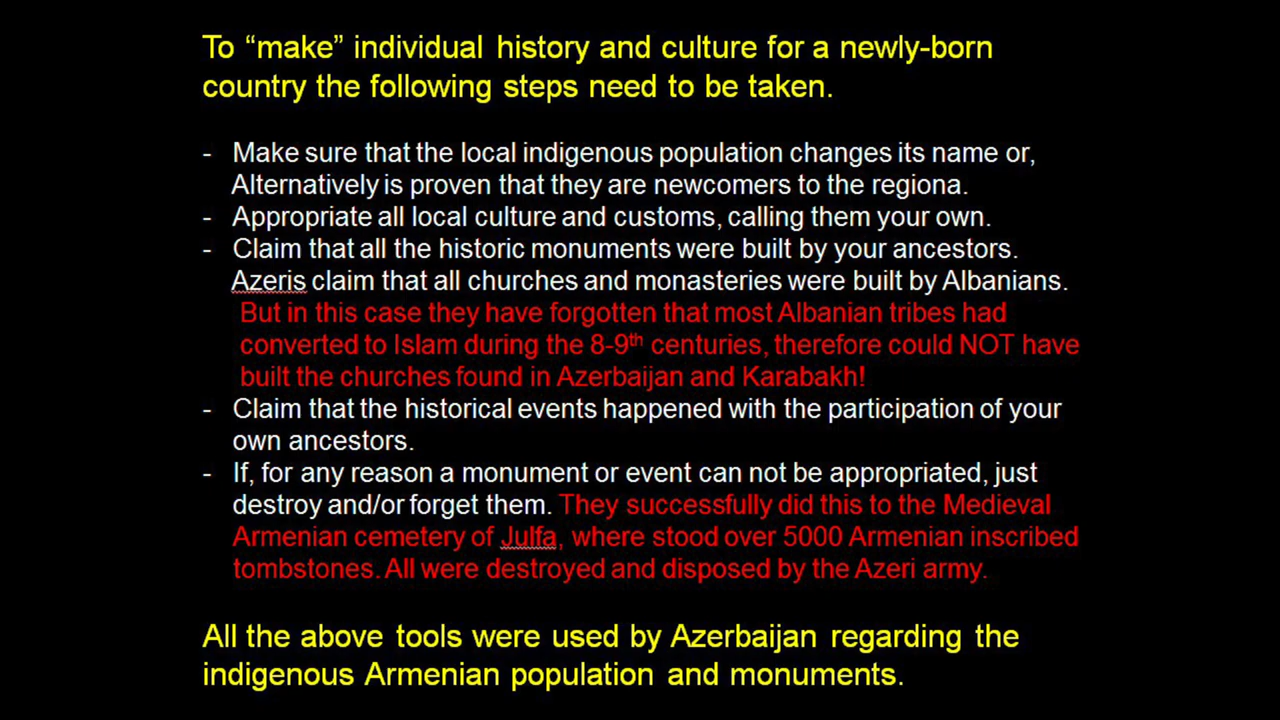 To “make” individual history and culture for a newly-born
country the following steps need to be taken.
- Make sure that the local indigenous population changes its name or,
Alternatively is proven that they are newcomers to the regiona.
- Appropriate all local culture and customs, calling them your own.
- Claim that all the historic monuments were built by your ancestors.
Azeris claim that all churches and monasteries were built by Albanians.
But in this case they have forgotten that most Albanian tribes had
converted to Islam during the 8-9th centuries, therefore could NOT have
built the churches found in Azerbaijan and Karabakh!
- Claim that the historical events happened with the participation of your
own ancestors.
- If, for any reason a monument or event can not be appropriated, just
destroy and/or forget them. They successfully did this to the Medieval
Armenian cemetery of Julfa, where stood over 5000 Armenian inscribed
tombstones. All were destroyed and disposed by the Azeri army.
All the above tools were used by Azerbaijan regarding the
indigenous Armenian population and monuments.